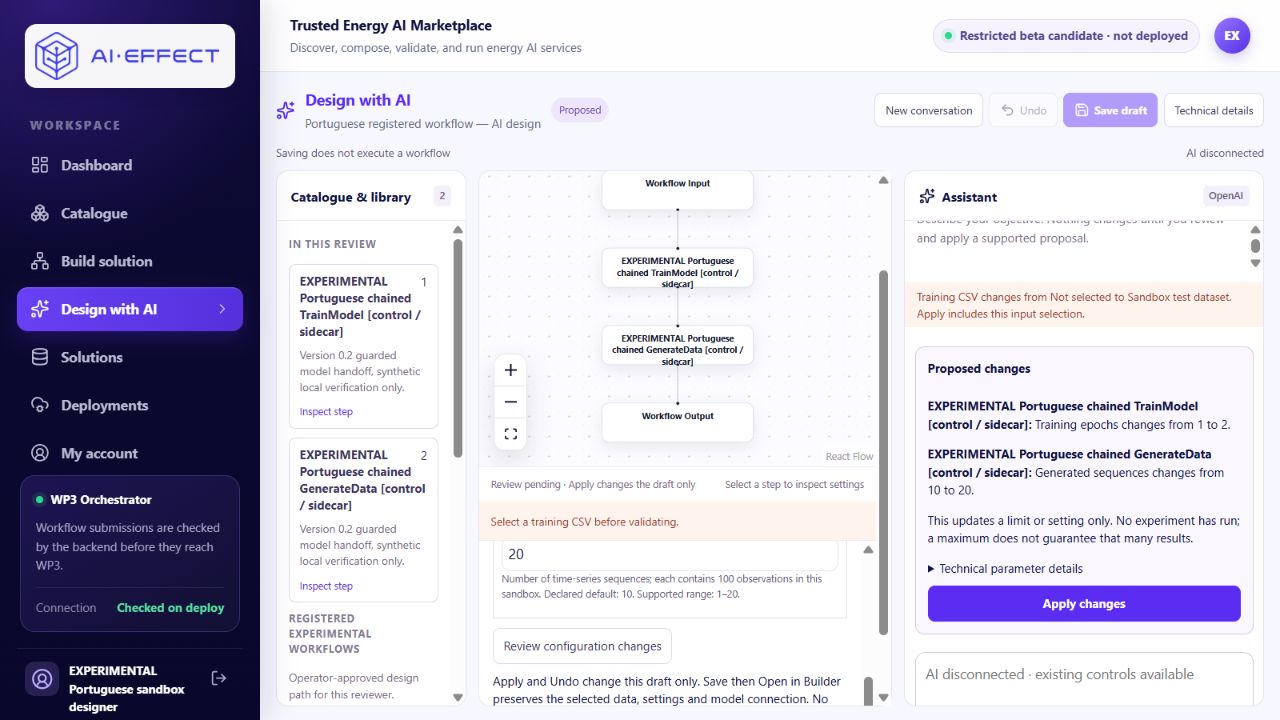 AI·EFFECT
WORKSPACE
Dashboard
Catalogue
Build solution
Design with AI
Solutions
Deployments
My account
WP3 Orchestrator
Workflow submissions are checked
by the backend before they reach
WP3.
Connection
Checked on deploy
EXPERIMENTAL
Portuguese sandbox
designer
Trusted Energy AI Marketplace
Discover, compose, validate, and run energy AI services
Restricted beta candidate · not deployed
EX
Design with AI
Portuguese registered workflow — AI design
Proposed
New conversation
Undo
Save draft
Technical details
Saving does not execute a workflow
AI disconnected
Catalogue & library
2
IN THIS REVIEW
EXPERIMENTAL
1
Portuguese chained
TrainModel [control /
sidecar]
Version 0.2 guarded
model handoff, synthetic
local verification only.
Inspect step
EXPERIMENTAL
2
Portuguese chained
GenerateData [control
/ sidecar]
Version 0.2 guarded
model handoff, synthetic
local verification only.
Inspect step
REGISTERED
EXPERIMENTAL
WORKFLOWS
Operator-approved design
path for this reviewer.
Workflow Input
EXPERIMENTAL Portuguese
chained TrainModel [control /
sidecar]
EXPERIMENTAL Portuguese
chained GenerateData [control /
sidecar]
Workflow Output
React Flow
Review pending · Apply changes the draft only
Select a step to inspect settings
Select a training CSV before validating.
20
Number of time-series sequences; each contains 100 observations in this
sandbox. Declared default: 10. Supported range: 1–20.
Review configuration changes
Apply and Undo change this draft only. Save then Open in Builder
preserves the selected data, settings and model connection. No
Assistant
OpenAI
Describe your objective. Nothing changes until you review
and apply a supported proposal.
Training CSV changes from Not selected to Sandbox test dataset.
Apply includes this input selection.
Proposed changes
EXPERIMENTAL Portuguese chained TrainModel
[control / sidecar]: Training epochs changes from 1 to 2.
EXPERIMENTAL Portuguese chained GenerateData
[control / sidecar]: Generated sequences changes from
10 to 20.
This updates a limit or setting only. No experiment has run;
a maximum does not guarantee that many results.
Technical parameter details
Apply changes
AI disconnected · existing controls available